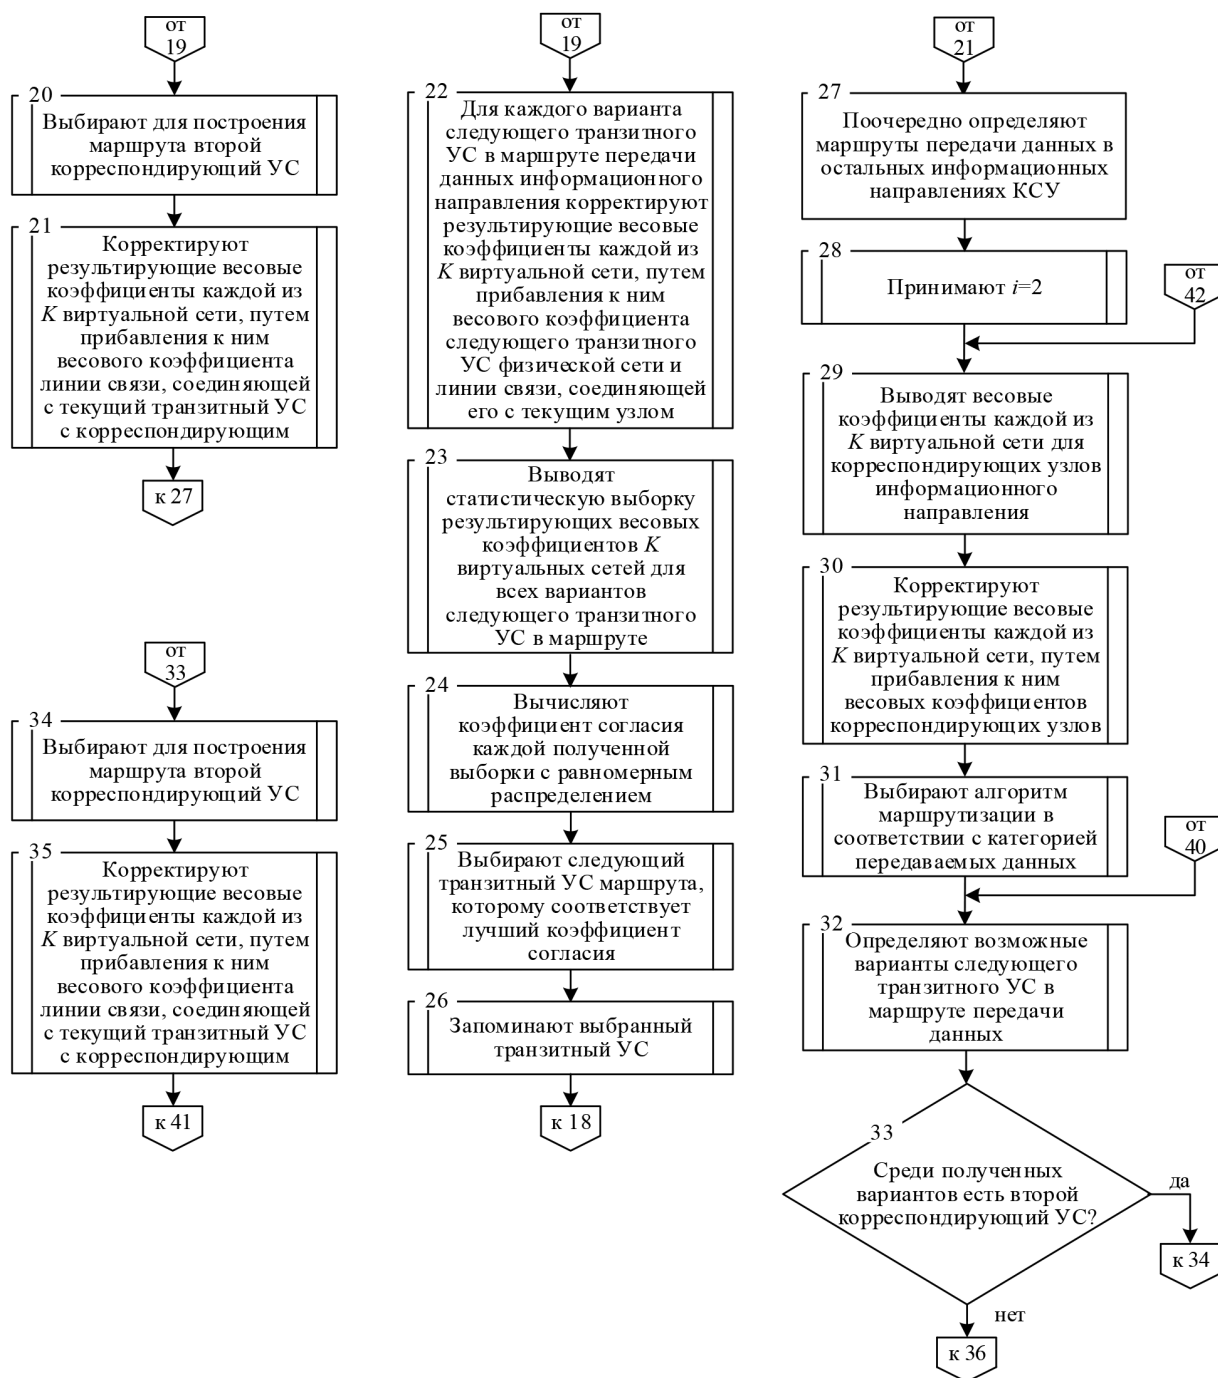 от
19
20
Выбирают для построения
маршрута второй
корреспондирующий УС
21
Корректируют
результирующие весовые
коэффициенты каждой из
K виртуальной сети, путем
прибавления к ним
весового коэффициента
линии связи, соединяющей
с текущий транзитный УС
с корреспондирующим
к 27
от
33
34
Выбирают для построения
маршрута второй
корреспондирующий УС
35
Корректируют
результирующие весовые
коэффициенты каждой из
K виртуальной сети, путем
прибавления к ним
весового коэффициента
линии связи, соединяющей
с текущий транзитный УС
с корреспондирующим
к 41
от
19
22
Для каждого варианта
следующего транзитного
УС в маршруте передачи
данных информационного
направления корректируют
результирующие весовые
коэффициенты каждой из
K виртуальной сети, путем
прибавления к ним
весового коэффициента
следующего транзитного
УС физической сети и
линии связи, соединяющей
его с текущим узлом
23
Выводят
статистическую выборку
результирующих весовых
коэффициентов K
виртуальных сетей для
всех вариантов
следующего транзитного
УС в маршруте
24
Вычисляют
коэффициент согласия
каждой полученной
выборки с равномерным
распределением
25
Выбирают следующий
транзитный УС маршрута,
которому соответствует
лучший коэффициент
согласия
26
Запоминают выбранный
транзитный УС
к 18
от
21
27
Поочередно определяют
маршруты передачи данных в
остальных информационных
направлениях КСУ
28
Принимают i=2
от
42
29
Выводят весовые
коэффициенты каждой из
K виртуальной сети для
корреспондирующих узлов
информационного
направления
30
Корректируют
результирующие весовые
коэффициенты каждой из
K виртуальной сети, путем
прибавления к ним
весовых коэффициентов
корреспондирующих узлов
31
Выбирают алгоритм
маршрутизации в
соответствии с категорией
передаваемых данных
от
40
32
Определяют возможные
варианты следующего
транзитного УС в
маршруте передачи
данных
33
Среди полученных
вариантов есть второй
корреспондирующий УС?
да
к 34
нет
к 36